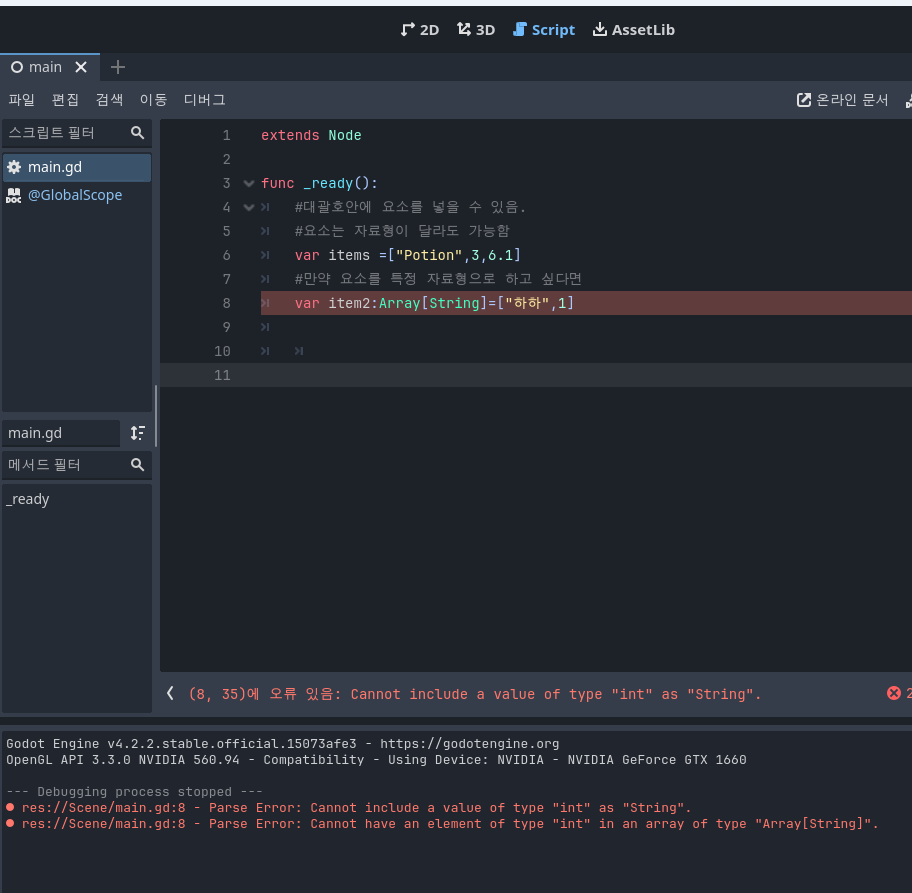 2D 3D Script AssetLib
main
파일 편집 검색 이동 디버그 온라인 문서
스크립트 필터
main.gd
@GlobalScope
main.gd
메서드 필터
_ready
1 extends Node
2
3 func _ready():
4 #대괄호안에 요소를 넣을 수 있음.
5 #요소는 자료형이 달라도 가능함
6 var items =["Potion",3,6.1]
7 #만약 요소를 특정 자료형으로 하고 싶다면
8 var item2:Array[String]=["하하",1]
9
10
11
(8, 35)에 오류 있음: Cannot include a value of type "int" as "String".
2
Godot Engine v4.2.2.stable.official.15073afe3 - https://godotengine.org
OpenGL API 3.3.0 NVIDIA 560.94 - Compatibility - Using Device: NVIDIA - NVIDIA GeForce GTX 1660
--- Debugging process stopped ---
res://Scene/main.gd:8 - Parse Error: Cannot include a value of type "int" as "String".
res://Scene/main.gd:8 - Parse Error: Cannot have an element of type "int" in an array of type "Array[String]".